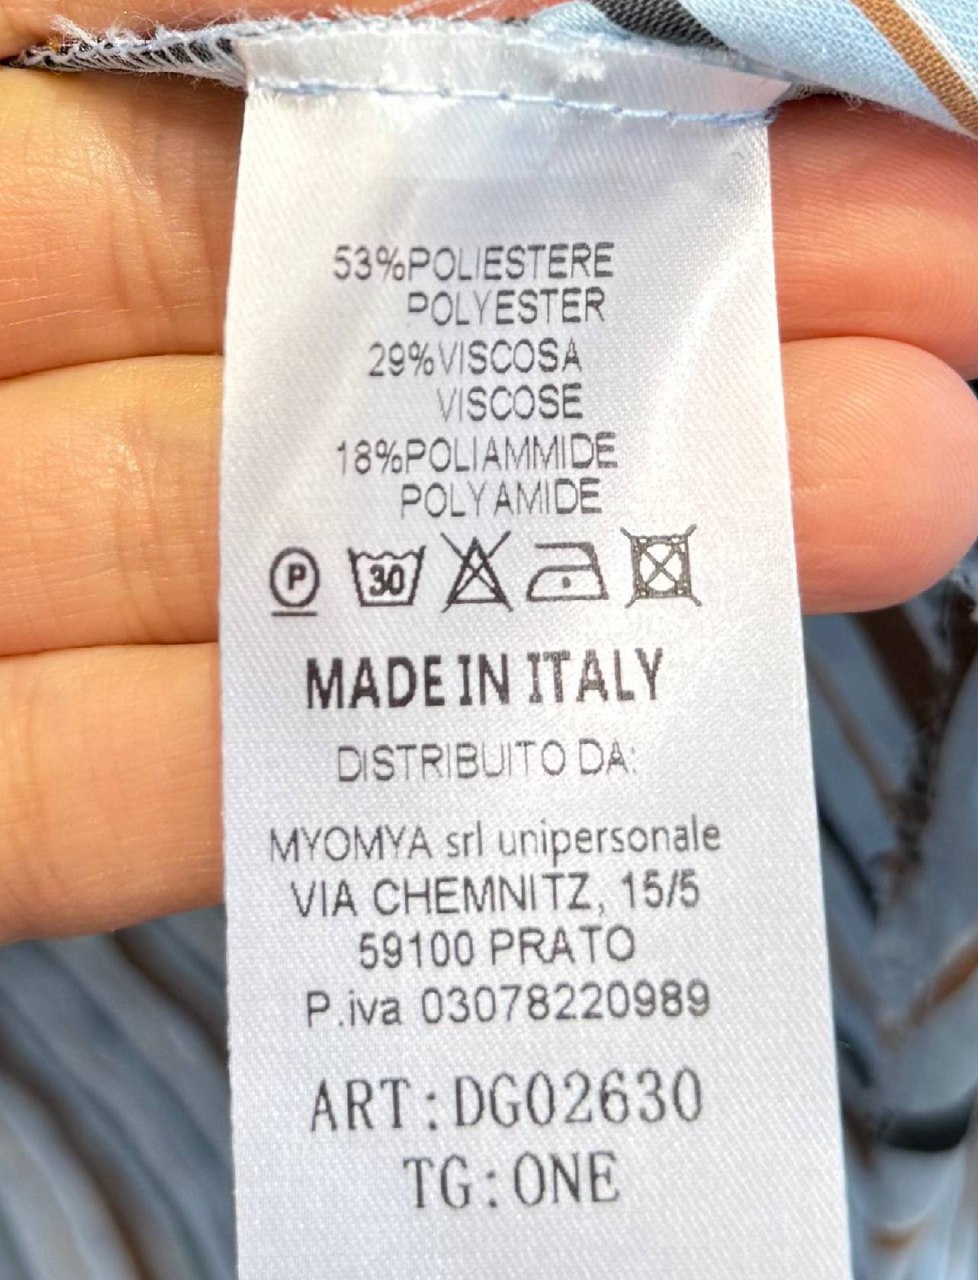 53%POLIESTERE
POLYESTER
29%VISCOSA
VISCOSE
18%POLIAMMIDE
POLYAMIDE
P 30
MADE IN ITALY
DISTRIBUITO DA:
MYOMYA srl unipersonale
VIA CHEMNITZ, 15/5
59100 PRATO
P.iva 03078220989
ART:DG02630
TG:ONE